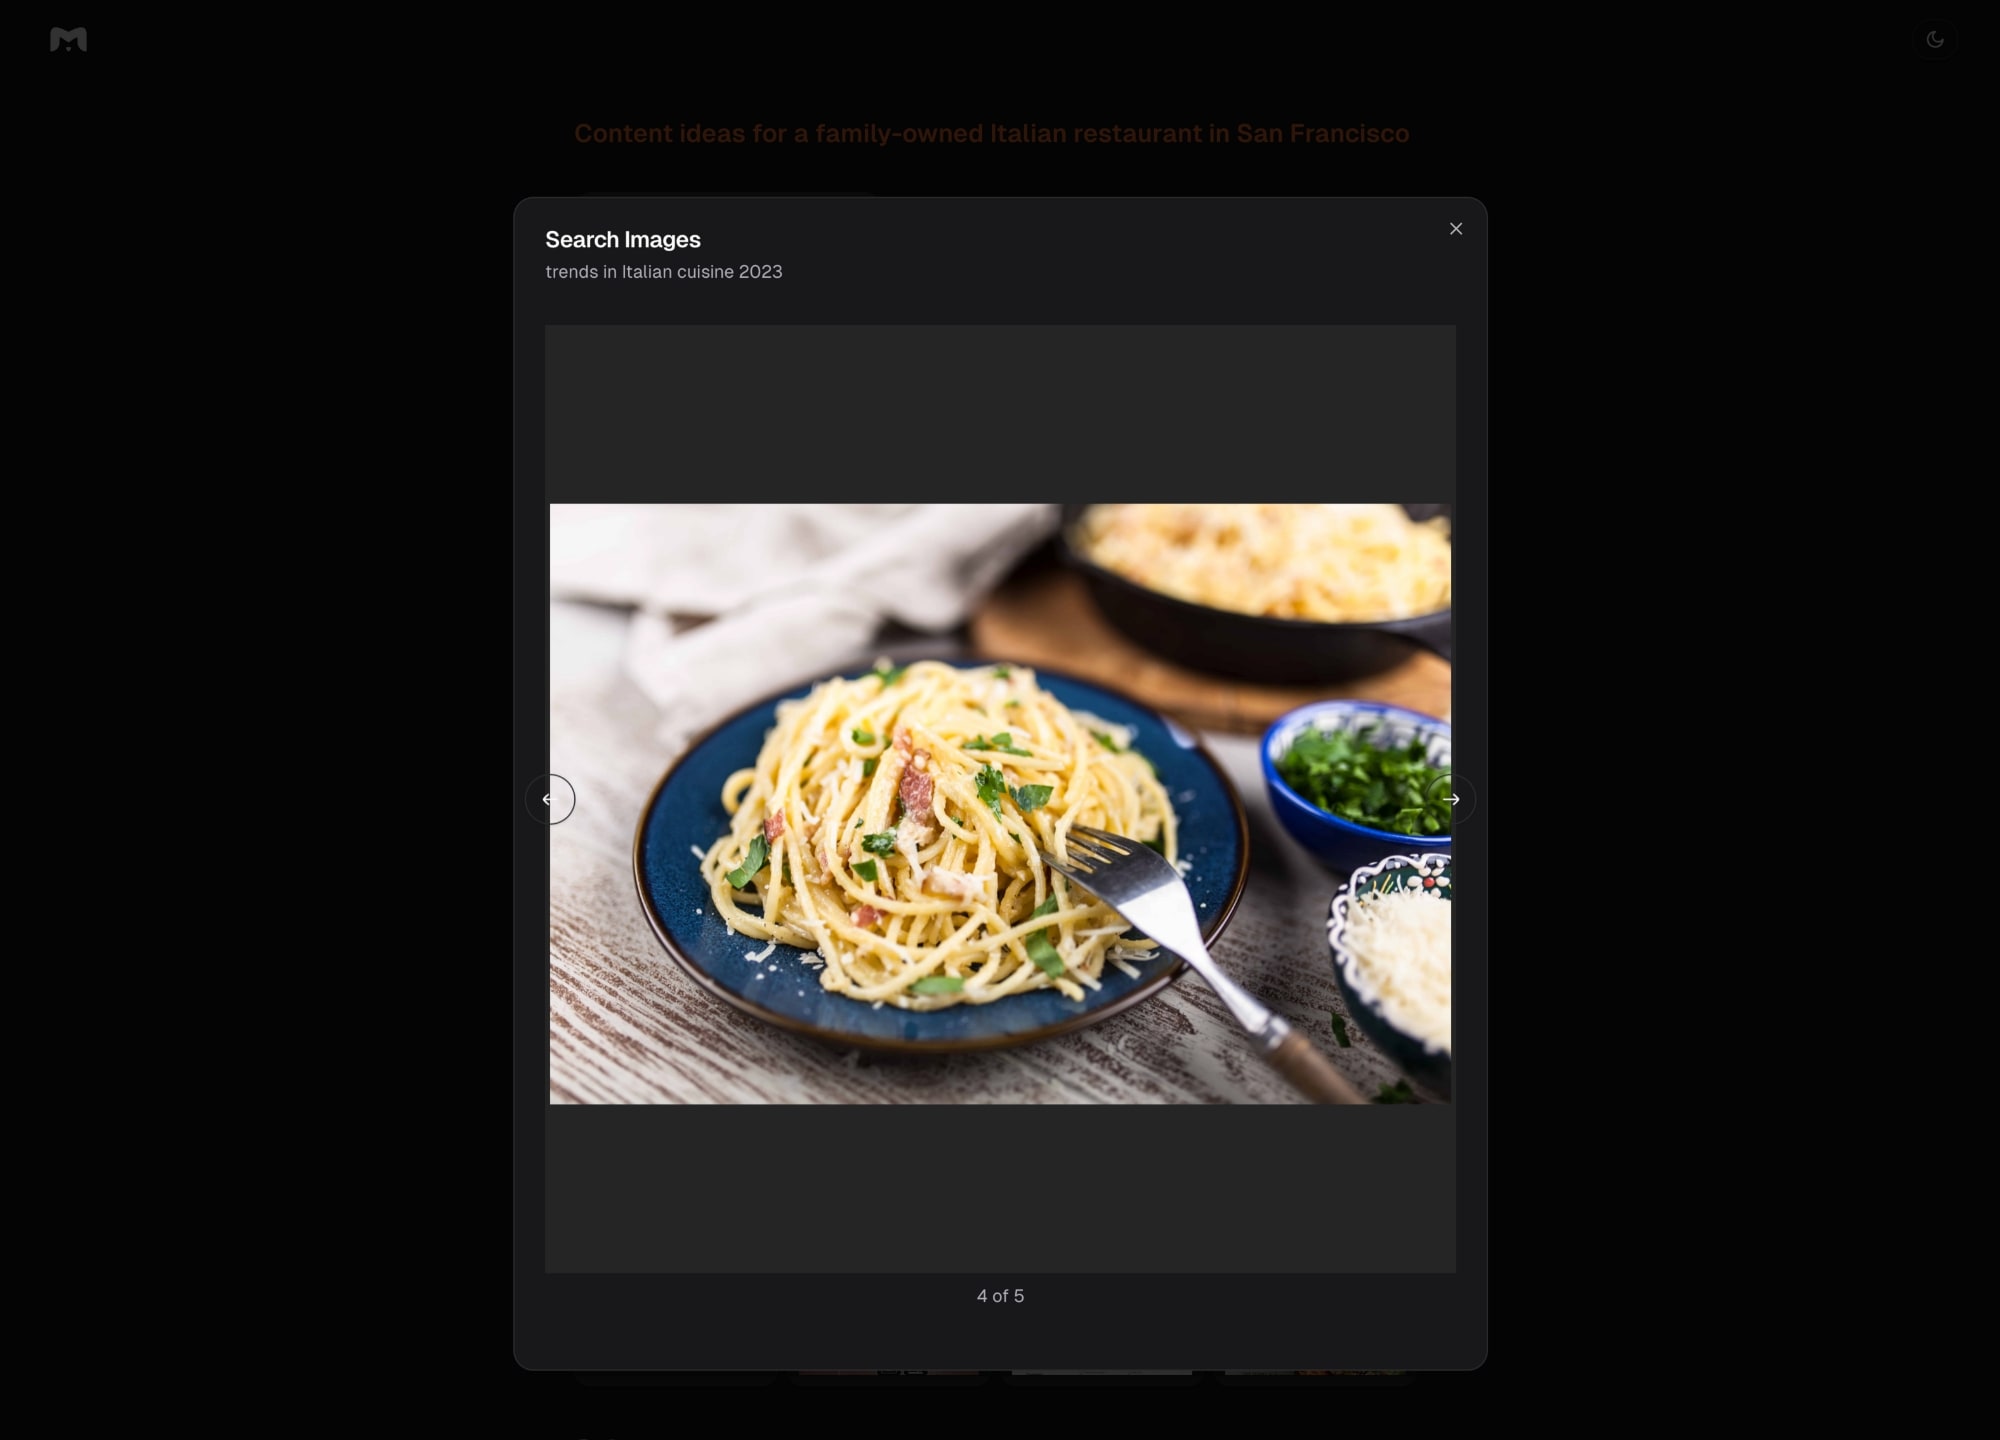 Content ideas for a family-owned Italian restaurant in San Francisco
Search Images
trends in Italian cuisine 2023
4 of 5